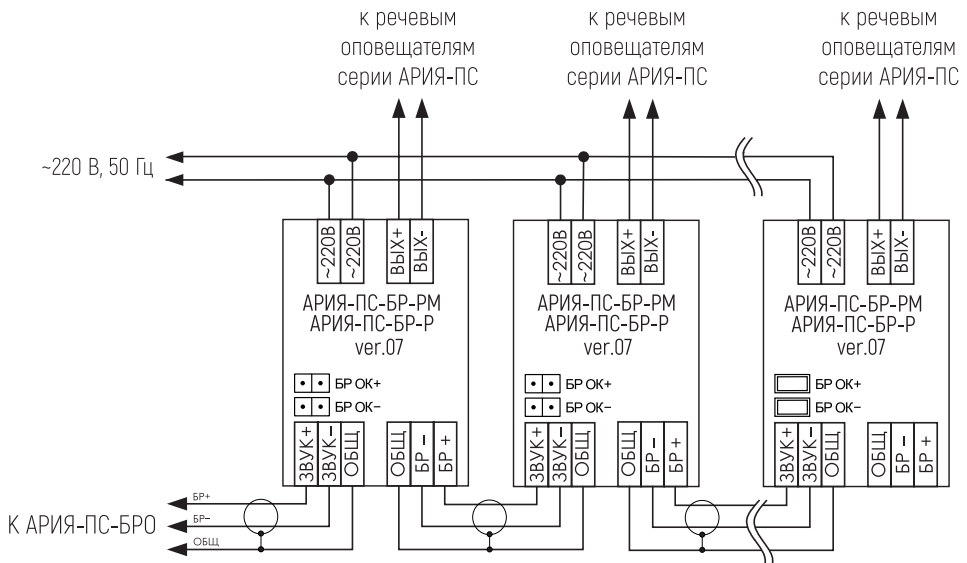 к речевым
оповещателям
серии АРИЯ-ПС
к речевым
оповещателям
серии АРИЯ-ПС
к речевым
оповещателям
серии АРИЯ-ПС
~220 В, 50 Гц
~220В
~220В
ВЫХ+
ВЫХ-
АРИЯ-ПС-БР-РМ
АРИЯ-ПС-БР-Р
ver.07
БР ОК+
БР ОК−
ЗВУК+
ЗВУК-
ОБЩ
ОБЩ
БР -
БР +
~220В
~220В
ВЫХ+
ВЫХ-
АРИЯ-ПС-БР-РМ
АРИЯ-ПС-БР-Р
ver.07
БР ОК+
БР ОК−
ЗВУК+
ЗВУК-
ОБЩ
ОБЩ
БР -
БР+
~220В
~220В
ВЫХ+
ВЫХ-
АРИЯ-ПС-БР-РМ
АРИЯ-ПС-БР-Р
ver.07
БР ОК+
БР ОК−
ЗВУК+
ЗВУК-
ОБЩ
ОБЩ
БР -
БР+
К АРИЯ-ПС-БРО
БР+
БР−
ОБЩ